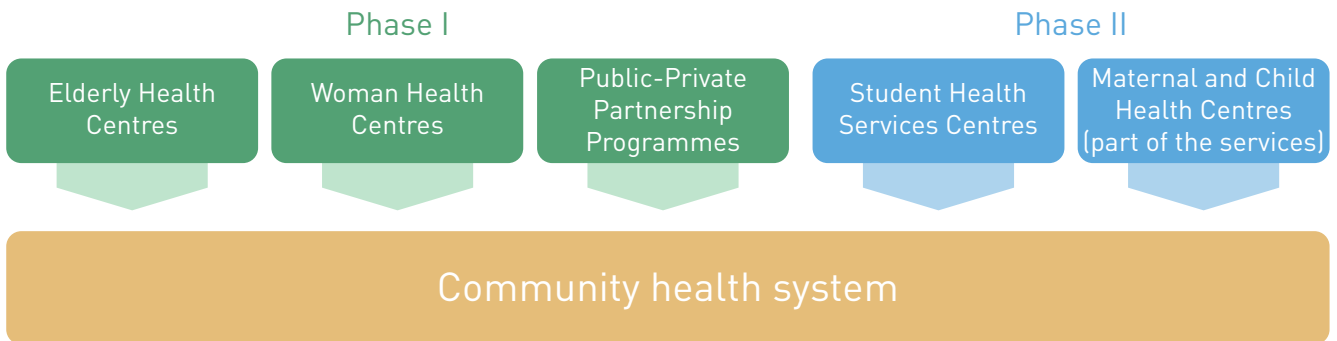 Phase I
Phase II
Elderly Health
Centres
Woman Health
Centres
Public-Private
Partnership
Programmes
Student Health
Services Centres
Maternal and Child
Health Centres
(part of the services)
Community health system